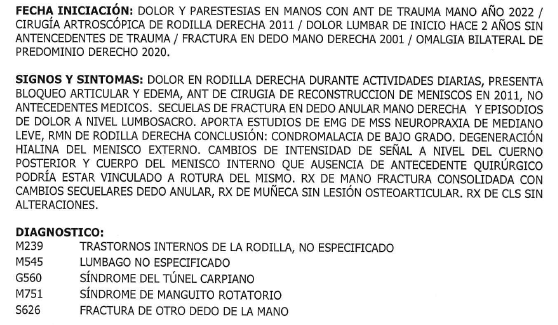 FECHA INICIACIÓN: DOLOR Y PARESTESIAS EN MANOS CON ANT DE TRAUMA MANO AÑO 2022 /
CIRUGÍA ARTROSCÓPICA DE RODILLA DERECHA 2011 / DOLOR LUMBAR DE INICIO HACE 2 AÑOS SIN
ANTENCEDENTES DE TRAUMA / FRACTURA EN DEDO MANO DERECHA 2001 / OMALGIA BILATERAL DE
PREDOMINIO DERECHO 2020.
SIGNOS Y SINTOMAS: DOLOR EN RODILLA DERECHA DURANTE ACTIVIDADES DIARIAS, PRESENTA
BLOQUEO ARTICULAR Y EDEMA, ANT DE CIRUGIA DE RECONSTRUCCION DE MENISCOS EN 2011, NO
ANTECEDENTES MEDICOS. SECUELAS DE FRACTURA EN DEDO ANULAR MANO DERECHA Y EPISODIOS
DE DOLOR A NIVEL LUMBOSACRO. APORTA ESTUDIOS DE EMG DE MSS NEUROPRAXIA DE MEDIANO
LEVE, RMN DE RODILLA DERECHA CONCLUSIÓN: CONDROMALACIA DE BAJO GRADO. DEGENERACIÓN
HIALINA DEL MENISCO EXTERNO. CAMBIOS DE INTENSIDAD DE SEÑAL A NIVEL DEL CUERNO
POSTERIOR Y CUERPO DEL MENISCO INTERNO QUE AUSENCIA DE ANTECEDENTE QUIRÚRGICO
PODRÍA ESTAR VINCULADO A ROTURA DEL MISMO. RX DE MANO FRACTURA CONSOLIDADA CON
CAMBIOS SECUELARES DEDO ANULAR, RX DE MUÑECA SIN LESIÓN OSTEOARTICULAR. RX DE CLS SIN
ALTERACIONES.
DIAGNOSTICO:
M239 TRASTORNOS INTERNOS DE LA RODILLA, NO ESPECIFICADO
M545 LUMBAGO NO ESPECIFICADO
G560 SÍNDROME DEL TÚNEL CARPIANO
M751 SÍNDROME DE MANGUITO ROTATORIO
S626 FRACTURA DE OTRO DEDO DE LA MANO